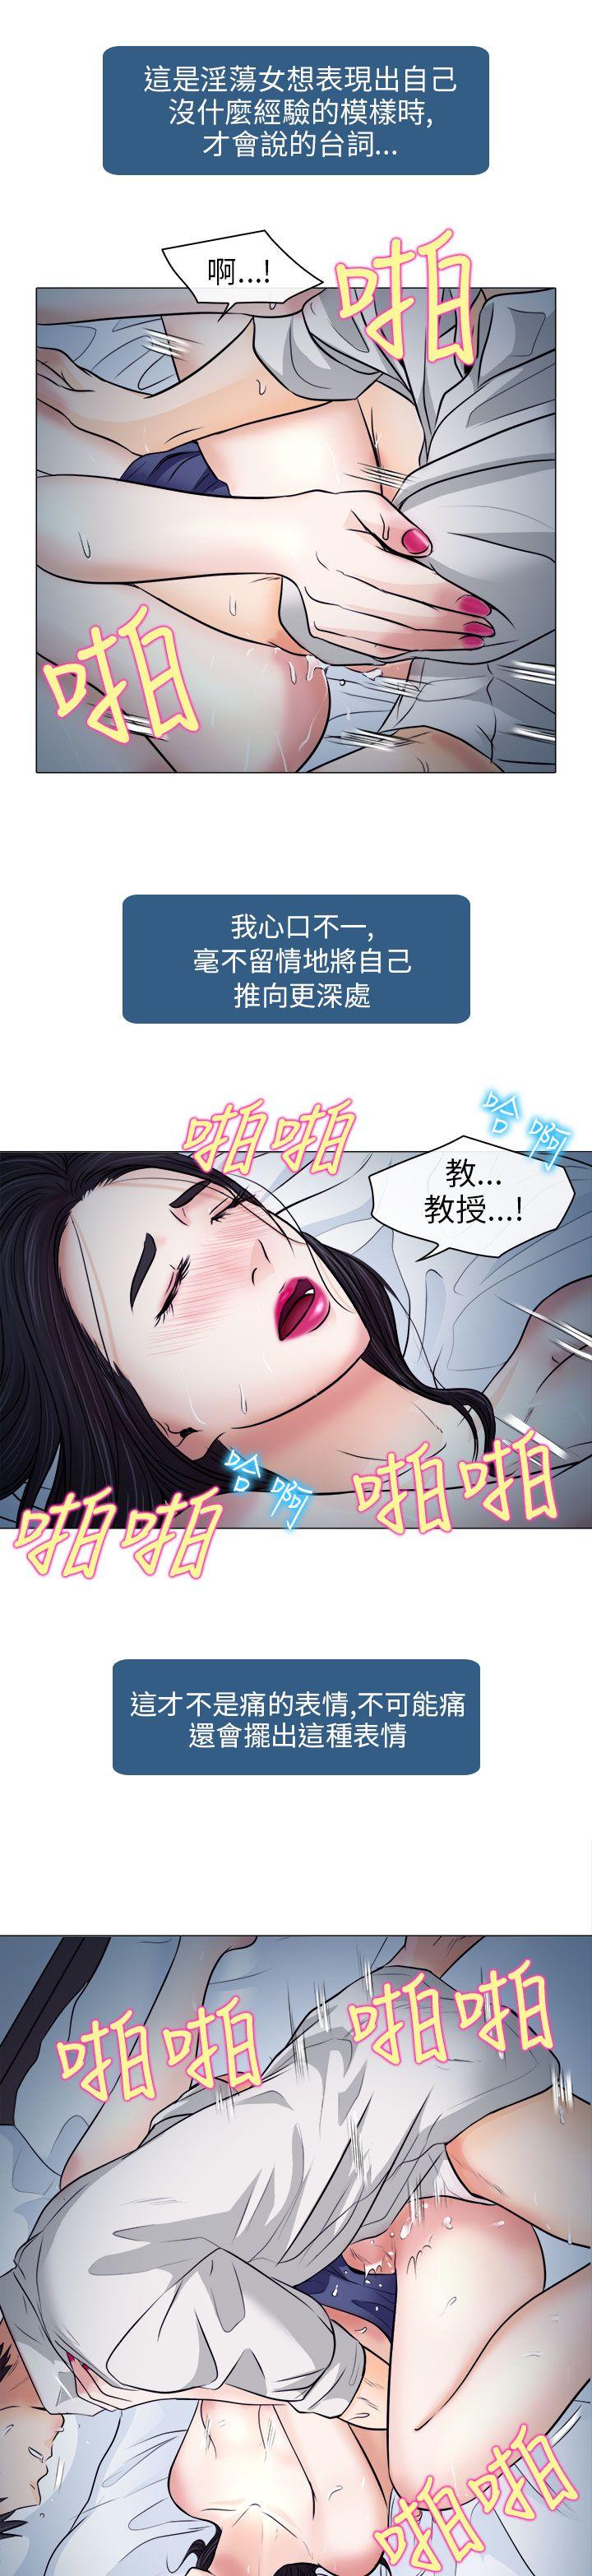 這是淫蕩女想表現出自己
沒什麼經驗的模樣時,
才會說的台詞...
啊...!
啪
啪
我心口不一,
毫不留情地將自己
推向更深處
啪啪
哈啊
教...
教授...!
哈啊
啪啪
啪啪
這才不是痛的表情,不可能痛
還會擺出這種表情
啪啪
啪啪
啪啪